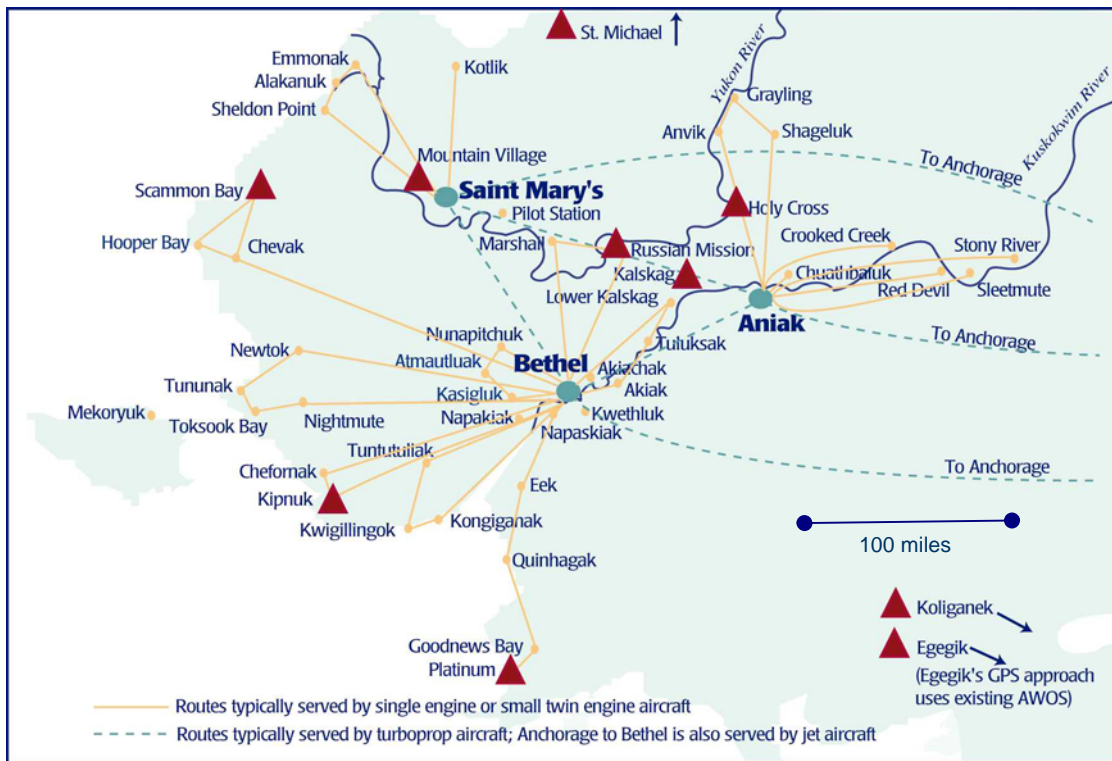 St. Michael
Emmonak
Kotlik
Alakanuk
Yukon River
Kuskokwim River
Grayling
Sheldon Point
Anvik
Shageluk
Mountain Village
To Anchorage
Scammon Bay
Saint Mary's
Holy Cross
Pilot Station
Hooper Bay
Chevak
Marshall
Russian Mission
Crooked Creek
Stony River
Kalskag
Chuathbaluk
Lower Kalskag
Red Devil
Sleetmute
Aniak
Nunapitchuk
Tuluksak
To Anchorage
Newtok
Atmautluak
Bethel
Akiachak
Tununak
Kasigluk
Akiak
Mekoryuk
Toksook Bay
Nightmute
Napakiak
Kwethluk
Napaskiak
Tuntutuliak
Chefornak
To Anchorage
Eek
Kipnuk
Kwigillingok
Kongiganak
100 miles
Quinhagak
Koliganek
Goodnews Bay
Egegik
Platinum
(Egegik's GPS approach
uses existing AWOS)
Routes typically served by single engine or small twin engine aircraft
Routes typically served by turboprop aircraft; Anchorage to Bethel is also served by jet aircraft